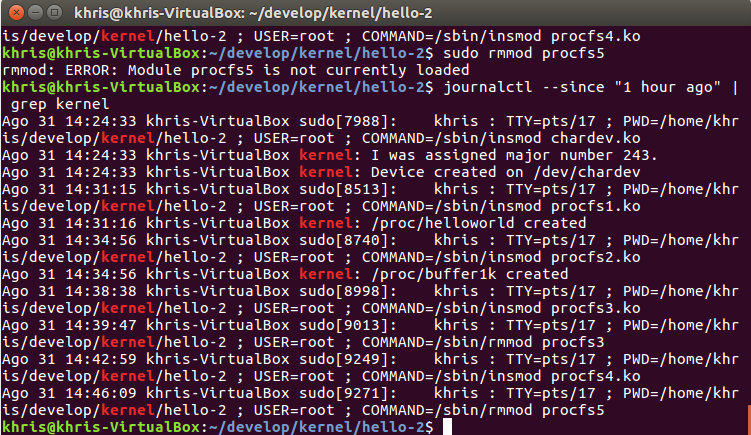 khris@khris-VirtualBox: ~/develop/kernel/hello-2
is/develop/kernel/hello-2 ; USER=root ; COMMAND=/sbin/insmod procfs4.ko
khris@khris-VirtualBox:~/develop/kernel/hello-2$ sudo rmmod procfs5
rmmod: ERROR: Module procfs5 is not currently loaded
khris@khris-VirtualBox:~/develop/kernel/hello-2$ journalctl --since "1 hour ago" |
 grep kernel
Ago 31 14:24:33 khris-VirtualBox sudo[7988]:    khris : TTY=pts/17 ; PWD=/home/khr
is/develop/kernel/hello-2 ; USER=root ; COMMAND=/sbin/insmod chardev.ko
Ago 31 14:24:33 khris-VirtualBox kernel: I was assigned major number 243.
Ago 31 14:24:33 khris-VirtualBox kernel: Device created on /dev/chardev
Ago 31 14:31:15 khris-VirtualBox sudo[8513]:    khris : TTY=pts/17 ; PWD=/home/khr
is/develop/kernel/hello-2 ; USER=root ; COMMAND=/sbin/insmod procfs1.ko
Ago 31 14:31:16 khris-VirtualBox kernel: /proc/helloworld created
Ago 31 14:34:56 khris-VirtualBox sudo[8740]:    khris : TTY=pts/17 ; PWD=/home/khr
is/develop/kernel/hello-2 ; USER=root ; COMMAND=/sbin/insmod procfs2.ko
Ago 31 14:34:56 khris-VirtualBox kernel: /proc/buffer1k created
Ago 31 14:38:38 khris-VirtualBox sudo[8998]:    khris : TTY=pts/17 ; PWD=/home/khr
is/develop/kernel/hello-2 ; USER=root ; COMMAND=/sbin/insmod procfs3.ko
Ago 31 14:39:47 khris-VirtualBox sudo[9013]:    khris : TTY=pts/17 ; PWD=/home/khr
is/develop/kernel/hello-2 ; USER=root ; COMMAND=/sbin/rmmod procfs3
Ago 31 14:42:59 khris-VirtualBox sudo[9249]:    khris : TTY=pts/17 ; PWD=/home/khr
is/develop/kernel/hello-2 ; USER=root ; COMMAND=/sbin/insmod procfs4.ko
Ago 31 14:46:09 khris-VirtualBox sudo[9271]:    khris : TTY=pts/17 ; PWD=/home/khr
is/develop/kernel/hello-2 ; USER=root ; COMMAND=/sbin/rmmod procfs5
khris@khris-VirtualBox:~/develop/kernel/hello-2$